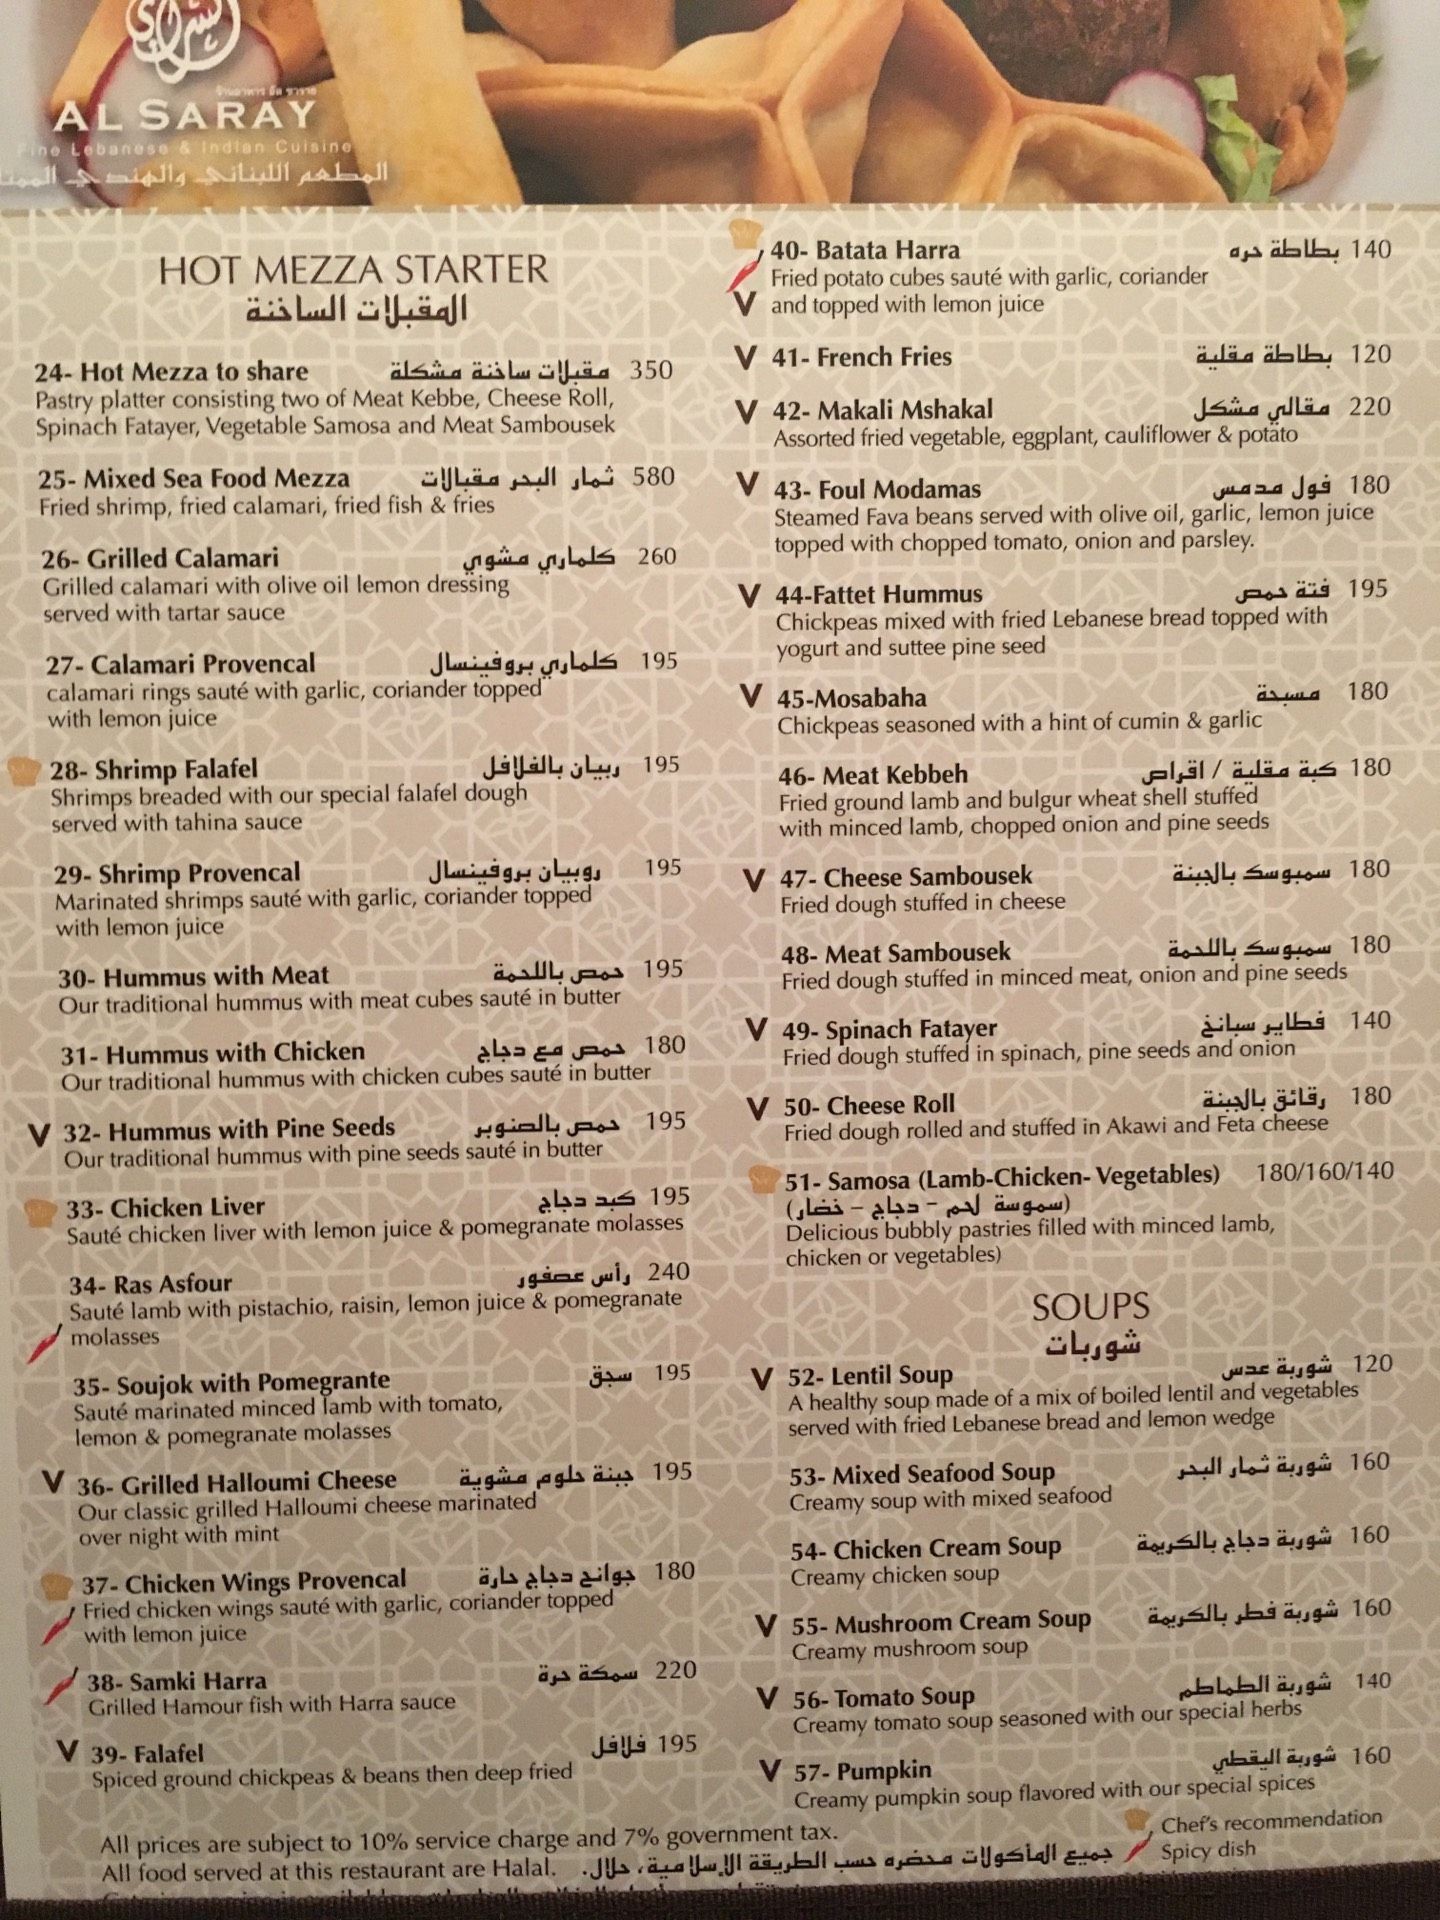 ร้านอาหาร อัล ซาราย
AL SARAY
Fine Lebanese & Indian Cuisine
المطعم اللبناني والهندي
HOT MEZZA STARTER
المقبلات الساخنة
24- Hot Mezza to share مقبلات ساخنة مشكلة 350
Pastry platter consisting two of Meat Kebbe, Cheese Roll,
Spinach Fatayer, Vegetable Samosa and Meat Sambousek
25- Mixed Sea Food Mezza ثمار البحر مقبالات 580
Fried shrimp, fried calamari, fried fish & fries
26- Grilled Calamari كلماري مشوي 260
Grilled calamari with olive oil lemon dressing
served with tartar sauce
27- Calamari Provencal كلماري بروفينسال 195
calamari rings sauté with garlic, coriander topped
with lemon juice
28- Shrimp Falafel ربيان بالفلافل 195
Shrimps breaded with our special falafel dough
served with tahina sauce
29- Shrimp Provencal روبيان بروفينسال 195
Marinated shrimps sauté with garlic, coriander topped
with lemon juice
30- Hummus with Meat حمص باللحمة 195
Our traditional hummus with meat cubes sauté in butter
31- Hummus with Chicken حمص مع دجاج 180
Our traditional hummus with chicken cubes sauté in butter
V 32- Hummus with Pine Seeds حمص بالصنوبر 195
Our traditional hummus with pine seeds sauté in butter
33- Chicken Liver كبد دجاج 195
Sauté chicken liver with lemon juice & pomegranate molasses
34- Ras Asfour رأس عصفور 240
Sauté lamb with pistachio, raisin, lemon juice & pomegranate
molasses
35- Soujok with Pomegrante سجق 195
Sauté marinated minced lamb with tomato,
lemon & pomegranate molasses
V 36- Grilled Halloumi Cheese جبنة حلوم مشوية 195
Our classic grilled Halloumi cheese marinated
over night with mint
37- Chicken Wings Provencal جوانح دجاج حارة 180
Fried chicken wings sauté with garlic, coriander topped
with lemon juice
38- Samki Harra سمكة حرة 220
Grilled Hamour fish with Harra sauce
V 39- Falafel فلافل 195
Spiced ground chickpeas & beans then deep fried
40- Batata Harra بطاطة حره 140
Fried potato cubes sauté with garlic, coriander
V and topped with lemon juice
V 41- French Fries بطاطة مقلية 120
V 42- Makali Mshakal مقالي مشكل 220
Assorted fried vegetable, eggplant, cauliflower & potato
V 43- Foul Modamas فول مدمس 180
Steamed Fava beans served with olive oil, garlic, lemon juice
topped with chopped tomato, onion and parsley.
V 44-Fattet Hummus فتة حمص 195
Chickpeas mixed with fried Lebanese bread topped with
yogurt and suttee pine seed
V 45-Mosabaha مسبحة 180
Chickpeas seasoned with a hint of cumin & garlic
46- Meat Kebbeh كبة مقلية / اقراص 180
Fried ground lamb and bulgur wheat shell stuffed
with minced lamb, chopped onion and pine seeds
V 47- Cheese Sambousek سمبوسك بالجبنة 180
Fried dough stuffed in cheese
48- Meat Sambousek سمبوسك باللحمة 180
Fried dough stuffed in minced meat, onion and pine seeds
V 49- Spinach Fatayer فطاير سبانخ 140
Fried dough stuffed in spinach, pine seeds and onion
V 50- Cheese Roll رقائق بالجبنة 180
Fried dough rolled and stuffed in Akawi and Feta cheese
51- Samosa (Lamb-Chicken- Vegetables) 180/160/140
(سموسة لحم - دجاج - خضار)
Delicious bubbly pastries filled with minced lamb,
chicken or vegetables)
SOUPS
شوربات
V 52- Lentil Soup شوربة عدس 120
A healthy soup made of a mix of boiled lentil and vegetables
served with fried Lebanese bread and lemon wedge
53- Mixed Seafood Soup شوربة ثمار البحر 160
Creamy soup with mixed seafood
54- Chicken Cream Soup شوربة دجاج بالكريمة 160
Creamy chicken soup
V 55- Mushroom Cream Soup شوربة فطر بالكريمة 160
Creamy mushroom soup
V 56- Tomato Soup شوربة الطماطم 140
Creamy tomato soup seasoned with our special herbs
V 57- Pumpkin شوربة اليقطي 160
Creamy pumpkin soup flavored with our special spices
Chef's recommendation
Spicy dish
All prices are subject to 10% service charge and 7% government tax.
All food served at this restaurant are Halal. جميع المأكولات محضره حسب الطريقة الإسلامية، حلال.